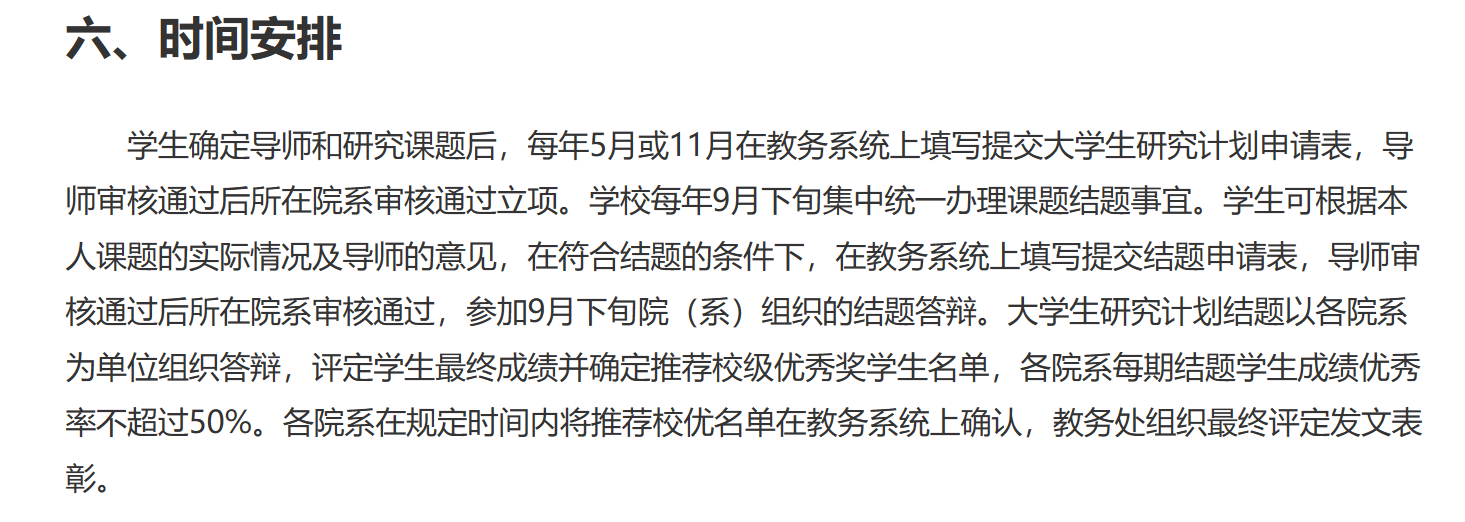 六、时间安排
学生确定导师和研究课题后，每年5月或11月在教务系统上填写提交大学生研究计划申请表，导
师审核通过后所在院系审核通过立项。学校每年9月下旬集中统一办理课题结题事宜。学生可根据本
人课题的实际情况及导师的意见，在符合结题的条件下，在教务系统上填写提交结题申请表，导师审
核通过后所在院系审核通过，参加9月下旬院（系）组织的结题答辩。大学生研究计划结题以各院系
为单位组织答辩，评定学生最终成绩并确定推荐校级优秀奖学生名单，各院系每期结题学生成绩优秀
率不超过50%。各院系在规定时间内将推荐校优名单在教务系统上确认，教务处组织最终评定发文表
彰。